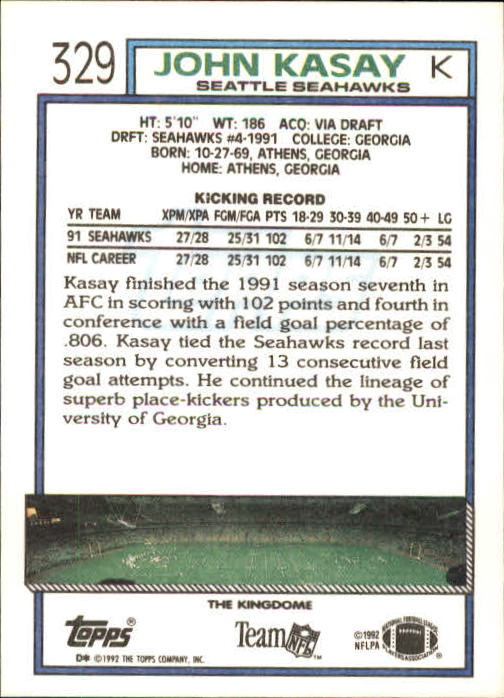 329
JOHN KASAY K
SEATTLE SEAHAWKS
HT: 5'10" WT: 186 ACQ: VIA DRAFT
DRFT: SEAHAWKS #4-1991 COLLEGE: GEORGIA
BORN: 10-27-69, ATHENS, GEORGIA
HOME: ATHENS, GEORGIA
KICKING RECORD
YR TEAM XPM/XPA FGM/FGA PTS 18-29 30-39 40-49 50+ LG
91 SEAHAWKS 27/28 25/31 102 6/7 11/14 6/7 2/3 54
NFL CAREER 27/28 25/31 102 6/7 11/14 6/7 2/3 54
Kasay finished the 1991 season seventh in
AFC in scoring with 102 points and fourth in
conference with a field goal percentage of
.806. Kasay tied the Seahawks record last
season by converting 13 consecutive field
goal attempts. He continued the lineage of
superb place-kickers produced by the Uni-
versity of Georgia.
THE KINGDOME
TOPPS®
D* © 1992 THE TOPPS COMPANY, INC.
Team NFL™
© 1992
NFLPA
NATIONAL FOOTBALL LEAGUE
PLAYERS ASSOCIATION